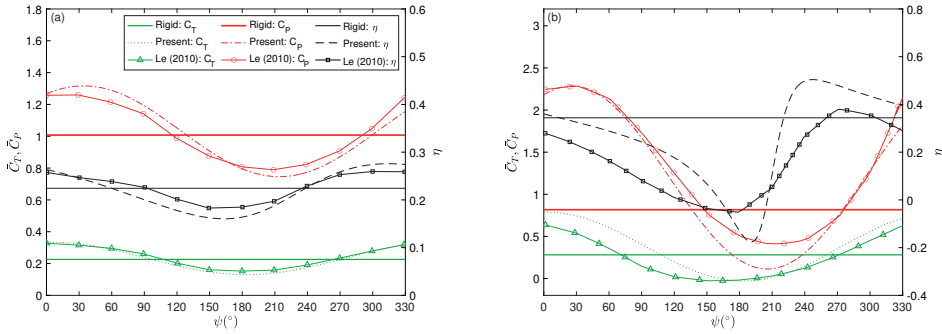 (a)
Rigid: C_T
Rigid: C_P
Rigid: η
Present: C_T
Present: C_P
Present: η
Le (2010): C_T
Le (2010): C_P
Le (2010): η
1.8
1.6
1.4
1.2
1
0.8
0.6
0.4
0.2
0
C̄_T, C̄_P
0.6
0.5
0.4
0.3
0.2
0.1
0
η
0 30 60 90 120 150 180 210 240 270 300 330
ψ(°)
(b)
3
2.5
2
1.5
1
0.5
0
C̄_T, C̄_P
0.8
0.6
0.4
0.2
0
-0.2
-0.4
η
0 30 60 90 120 150 180 210 240 270 300 330
ψ(°)